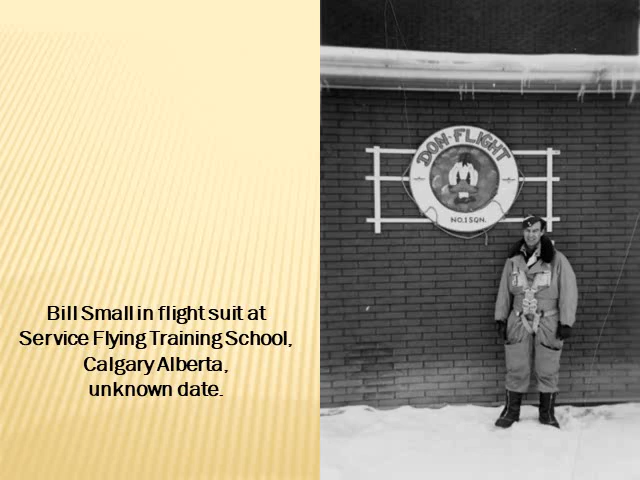 Bill Small in flight suit at
Service Flying Training School,
Calgary Alberta,
unknown date.
DON-FLIGHT
NO.1 SQN.